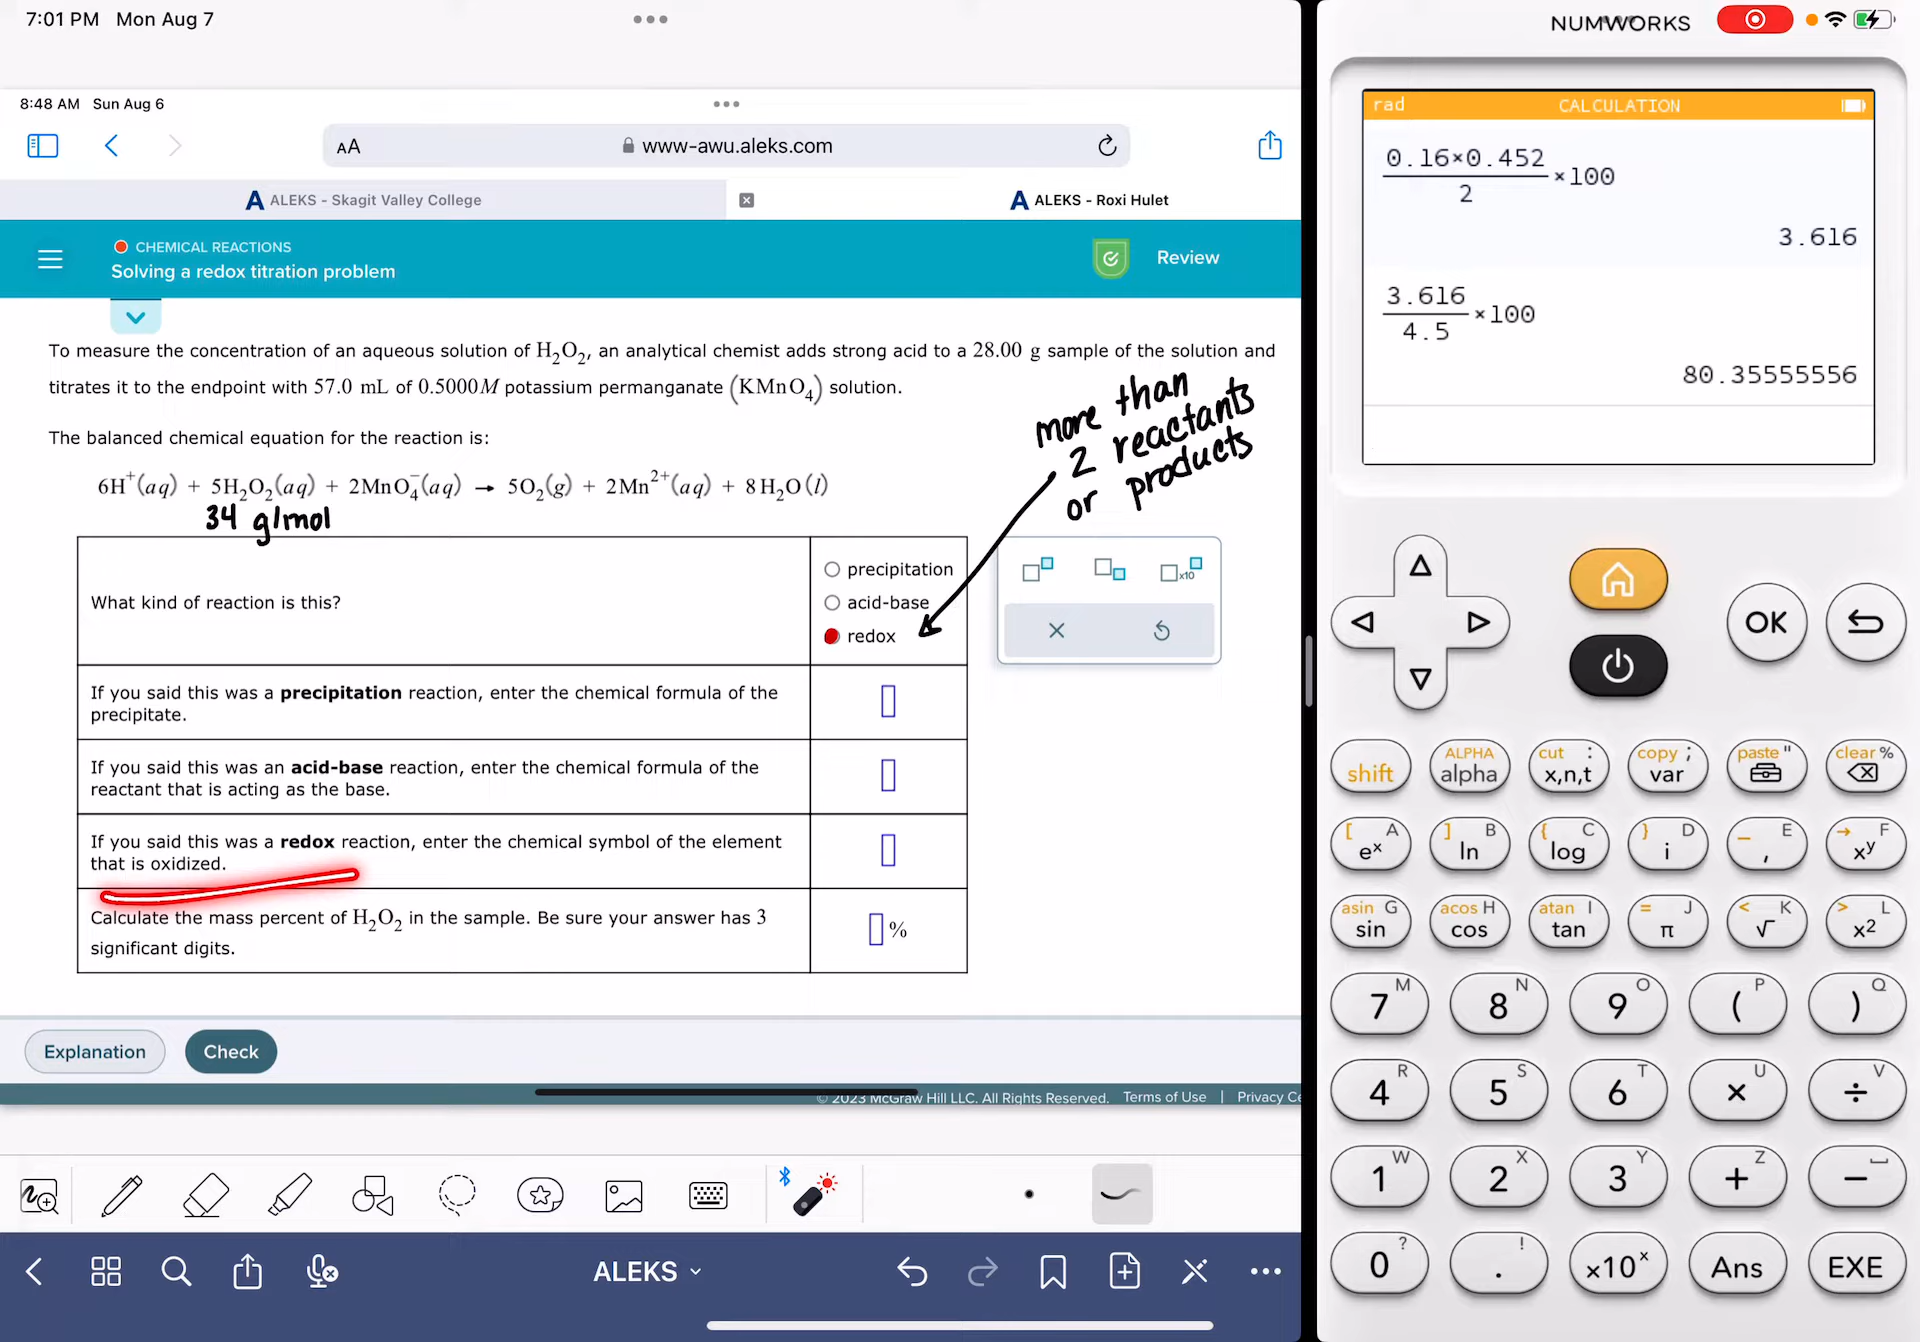 7:01 PM Mon Aug 7
8:48 AM Sun Aug 6
AA
www-awu.aleks.com
ALEKS - Skagit Valley College
ALEKS - Roxi Hulet
CHEMICAL REACTIONS
Solving a redox titration problem
Review
To measure the concentration of an aqueous solution of H₂O₂, an analytical chemist adds strong acid to a 28.00 g sample of the solution and
titrates it to the endpoint with 57.0 mL of 0.5000M potassium permanganate (KMnO₄) solution.
The balanced chemical equation for the reaction is:
6H⁺(aq) + 5H₂O₂(aq) + 2MnO₄⁻(aq) → 5O₂(g) + 2Mn²⁺(aq) + 8H₂O(l)
34 g/mol
more than
2 reactants
or products
What kind of reaction is this?
precipitation
acid-base
redox
If you said this was a precipitation reaction, enter the chemical formula of the
precipitate.
If you said this was an acid-base reaction, enter the chemical formula of the
reactant that is acting as the base.
If you said this was a redox reaction, enter the chemical symbol of the element
that is oxidized.
Calculate the mass percent of H₂O₂ in the sample. Be sure your answer has 3
significant digits.
%
x10
Explanation
Check
© 2023 McGraw Hill LLC. All Rights Reserved. Terms of Use | Privacy Ce
ALEKS
NUMWORKS
rad CALCULATION
0.16×0.452
2
×100
3.616
3.616
4.5
×100
80.35555556
OK
shift
ALPHA alpha
cut : x,n,t
copy ; var
paste "
clear %
[ A eˣ
] B ln
{ C log
} D i
_ E ,
→ F xʸ
asin G sin
acos H cos
atan I tan
= J π
< K √
> L x²
7 M
8 N
9 O
( P
) Q
4 R
5 S
6 T
× U
÷ V
1 W
2 X
3 Y
+ Z
−
0 ?
. !
×10ˣ
Ans
EXE